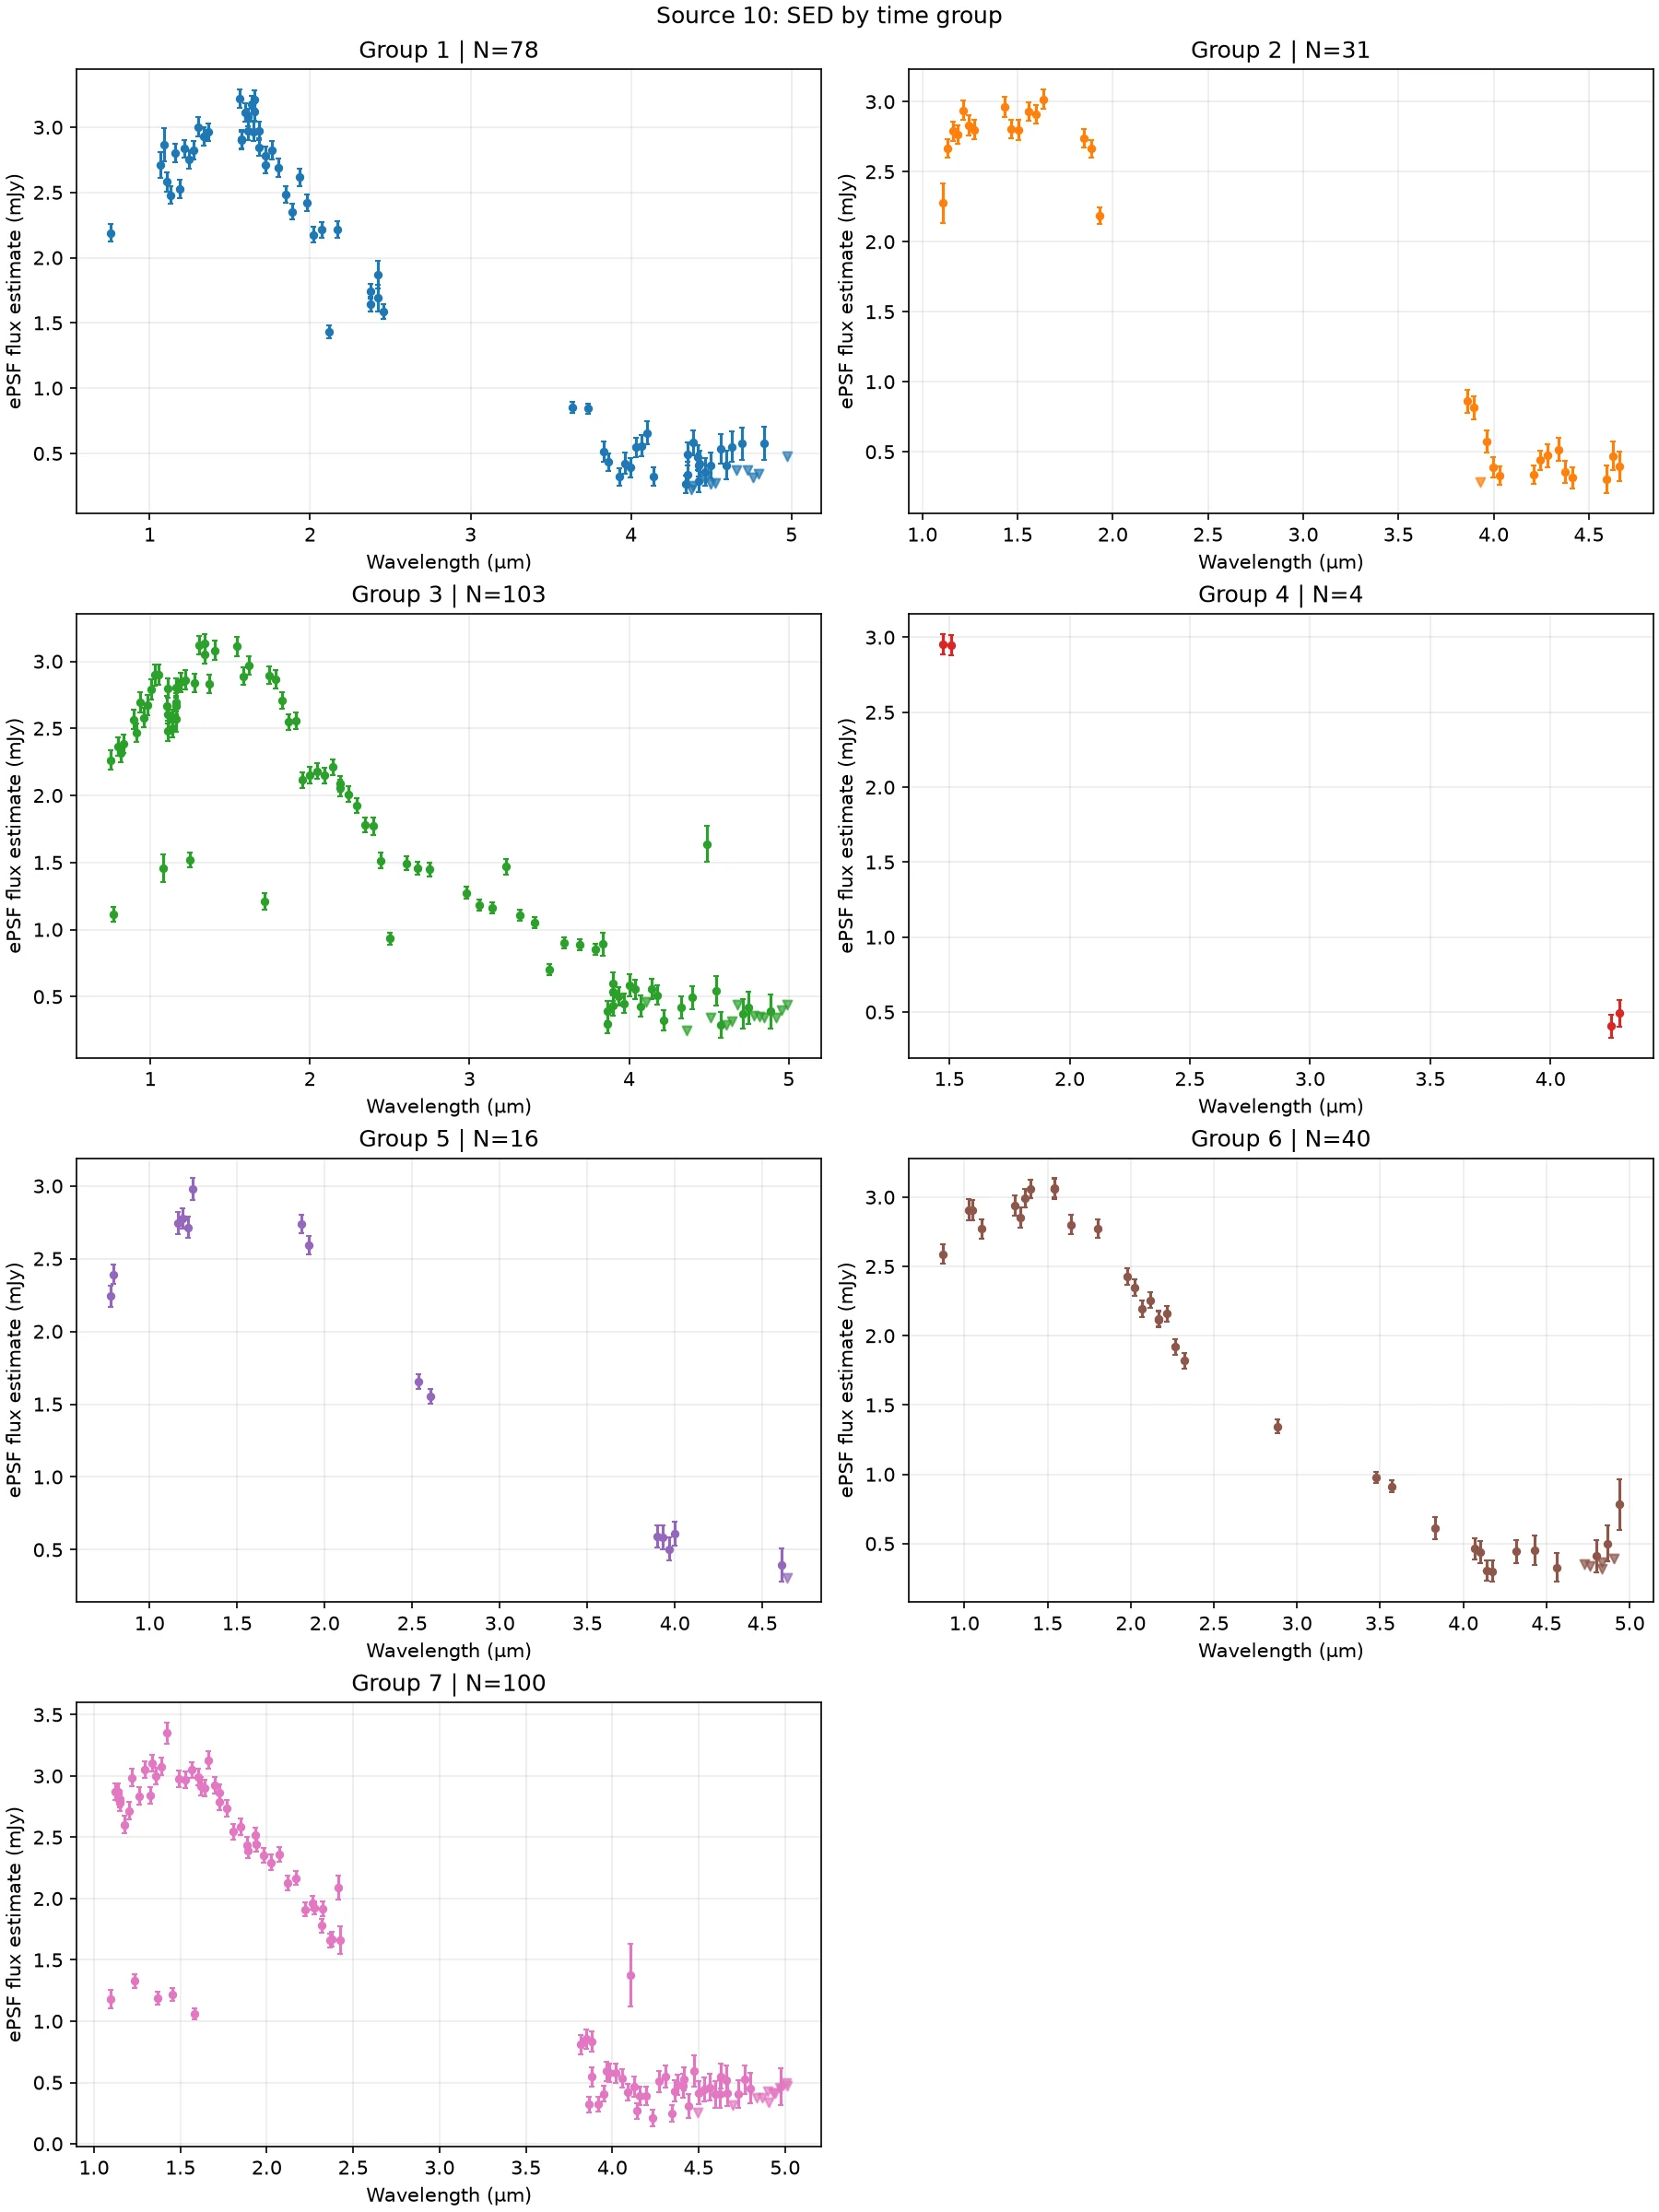 Source 10: SED by time group
Group 1 | N=78
ePSF flux estimate (mJy)
3.0
2.5
2.0
1.5
1.0
0.5
1 2 3 4 5
Wavelength (µm)
Group 2 | N=31
ePSF flux estimate (mJy)
3.0
2.5
2.0
1.5
1.0
0.5
1.0 1.5 2.0 2.5 3.0 3.5 4.0 4.5
Wavelength (µm)
Group 3 | N=103
ePSF flux estimate (mJy)
3.0
2.5
2.0
1.5
1.0
0.5
1 2 3 4 5
Wavelength (µm)
Group 4 | N=4
ePSF flux estimate (mJy)
3.0
2.5
2.0
1.5
1.0
0.5
1.5 2.0 2.5 3.0 3.5 4.0
Wavelength (µm)
Group 5 | N=16
ePSF flux estimate (mJy)
3.0
2.5
2.0
1.5
1.0
0.5
1.0 1.5 2.0 2.5 3.0 3.5 4.0 4.5
Wavelength (µm)
Group 6 | N=40
ePSF flux estimate (mJy)
3.0
2.5
2.0
1.5
1.0
0.5
1.0 1.5 2.0 2.5 3.0 3.5 4.0 4.5 5.0
Wavelength (µm)
Group 7 | N=100
ePSF flux estimate (mJy)
3.5
3.0
2.5
2.0
1.5
1.0
0.5
0.0
1.0 1.5 2.0 2.5 3.0 3.5 4.0 4.5 5.0
Wavelength (µm)